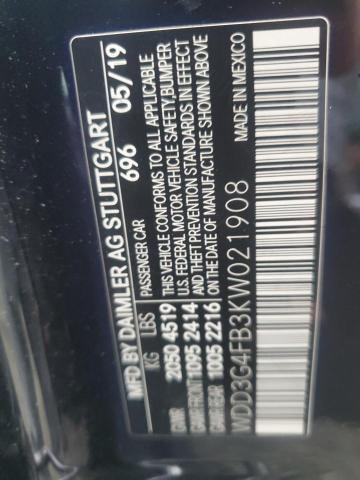 MFD BY DAIMLER AG STUTTGART
696 05/19
PASSENGER CAR
KG LBS
GVWR 2050 4519
GAWR FRONT 1095 2414
GAWR REAR 1005 2216
THIS VEHICLE CONFORMS TO ALL APPLICABLE
U.S. FEDERAL MOTOR VEHICLE SAFETY, BUMPER
AND THEFT PREVENTION STANDARDS IN EFFECT
ON THE DATE OF MANUFACTURE SHOWN ABOVE
MADE IN MEXICO
WDD3G4FB3KW021908